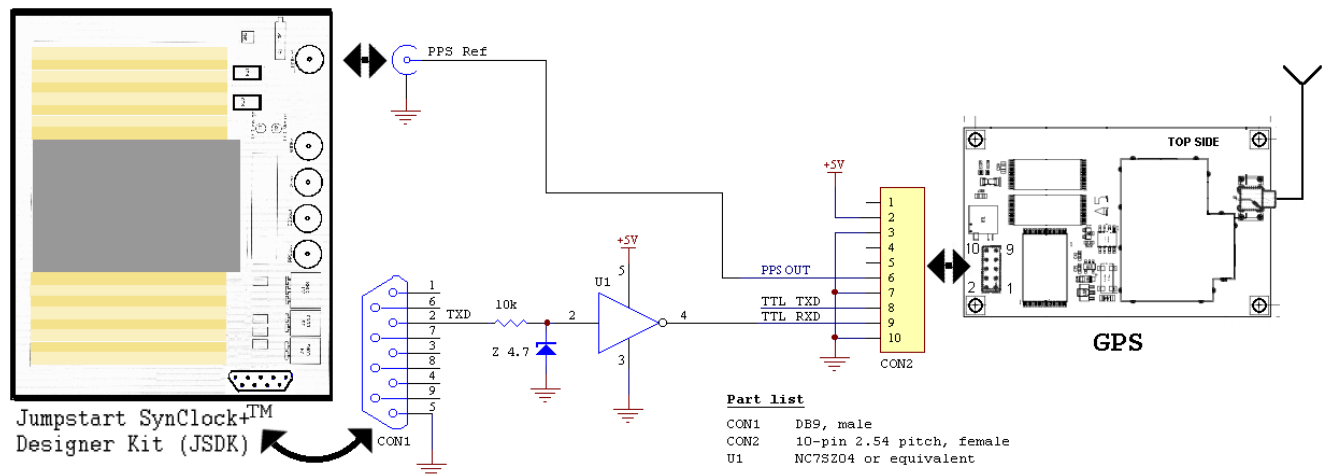 PPS Ref
TOP SIDE
+5V
1
2
3
4
5
6
7
8
9
10
CON2
PPS OUT
TTL TXD
TTL RXD
10
9
2
1
GPS
+5V
U1
5
2
4
3
10k
Z 4.7
TXD
1
6
2
7
3
8
4
9
5
CON1
Jumpstart SynClock+TM
Designer Kit (JSDK)
Part list
CON1 DB9, male
CON2 10-pin 2.54 pitch, female
U1 NC7SZ04 or equivalent